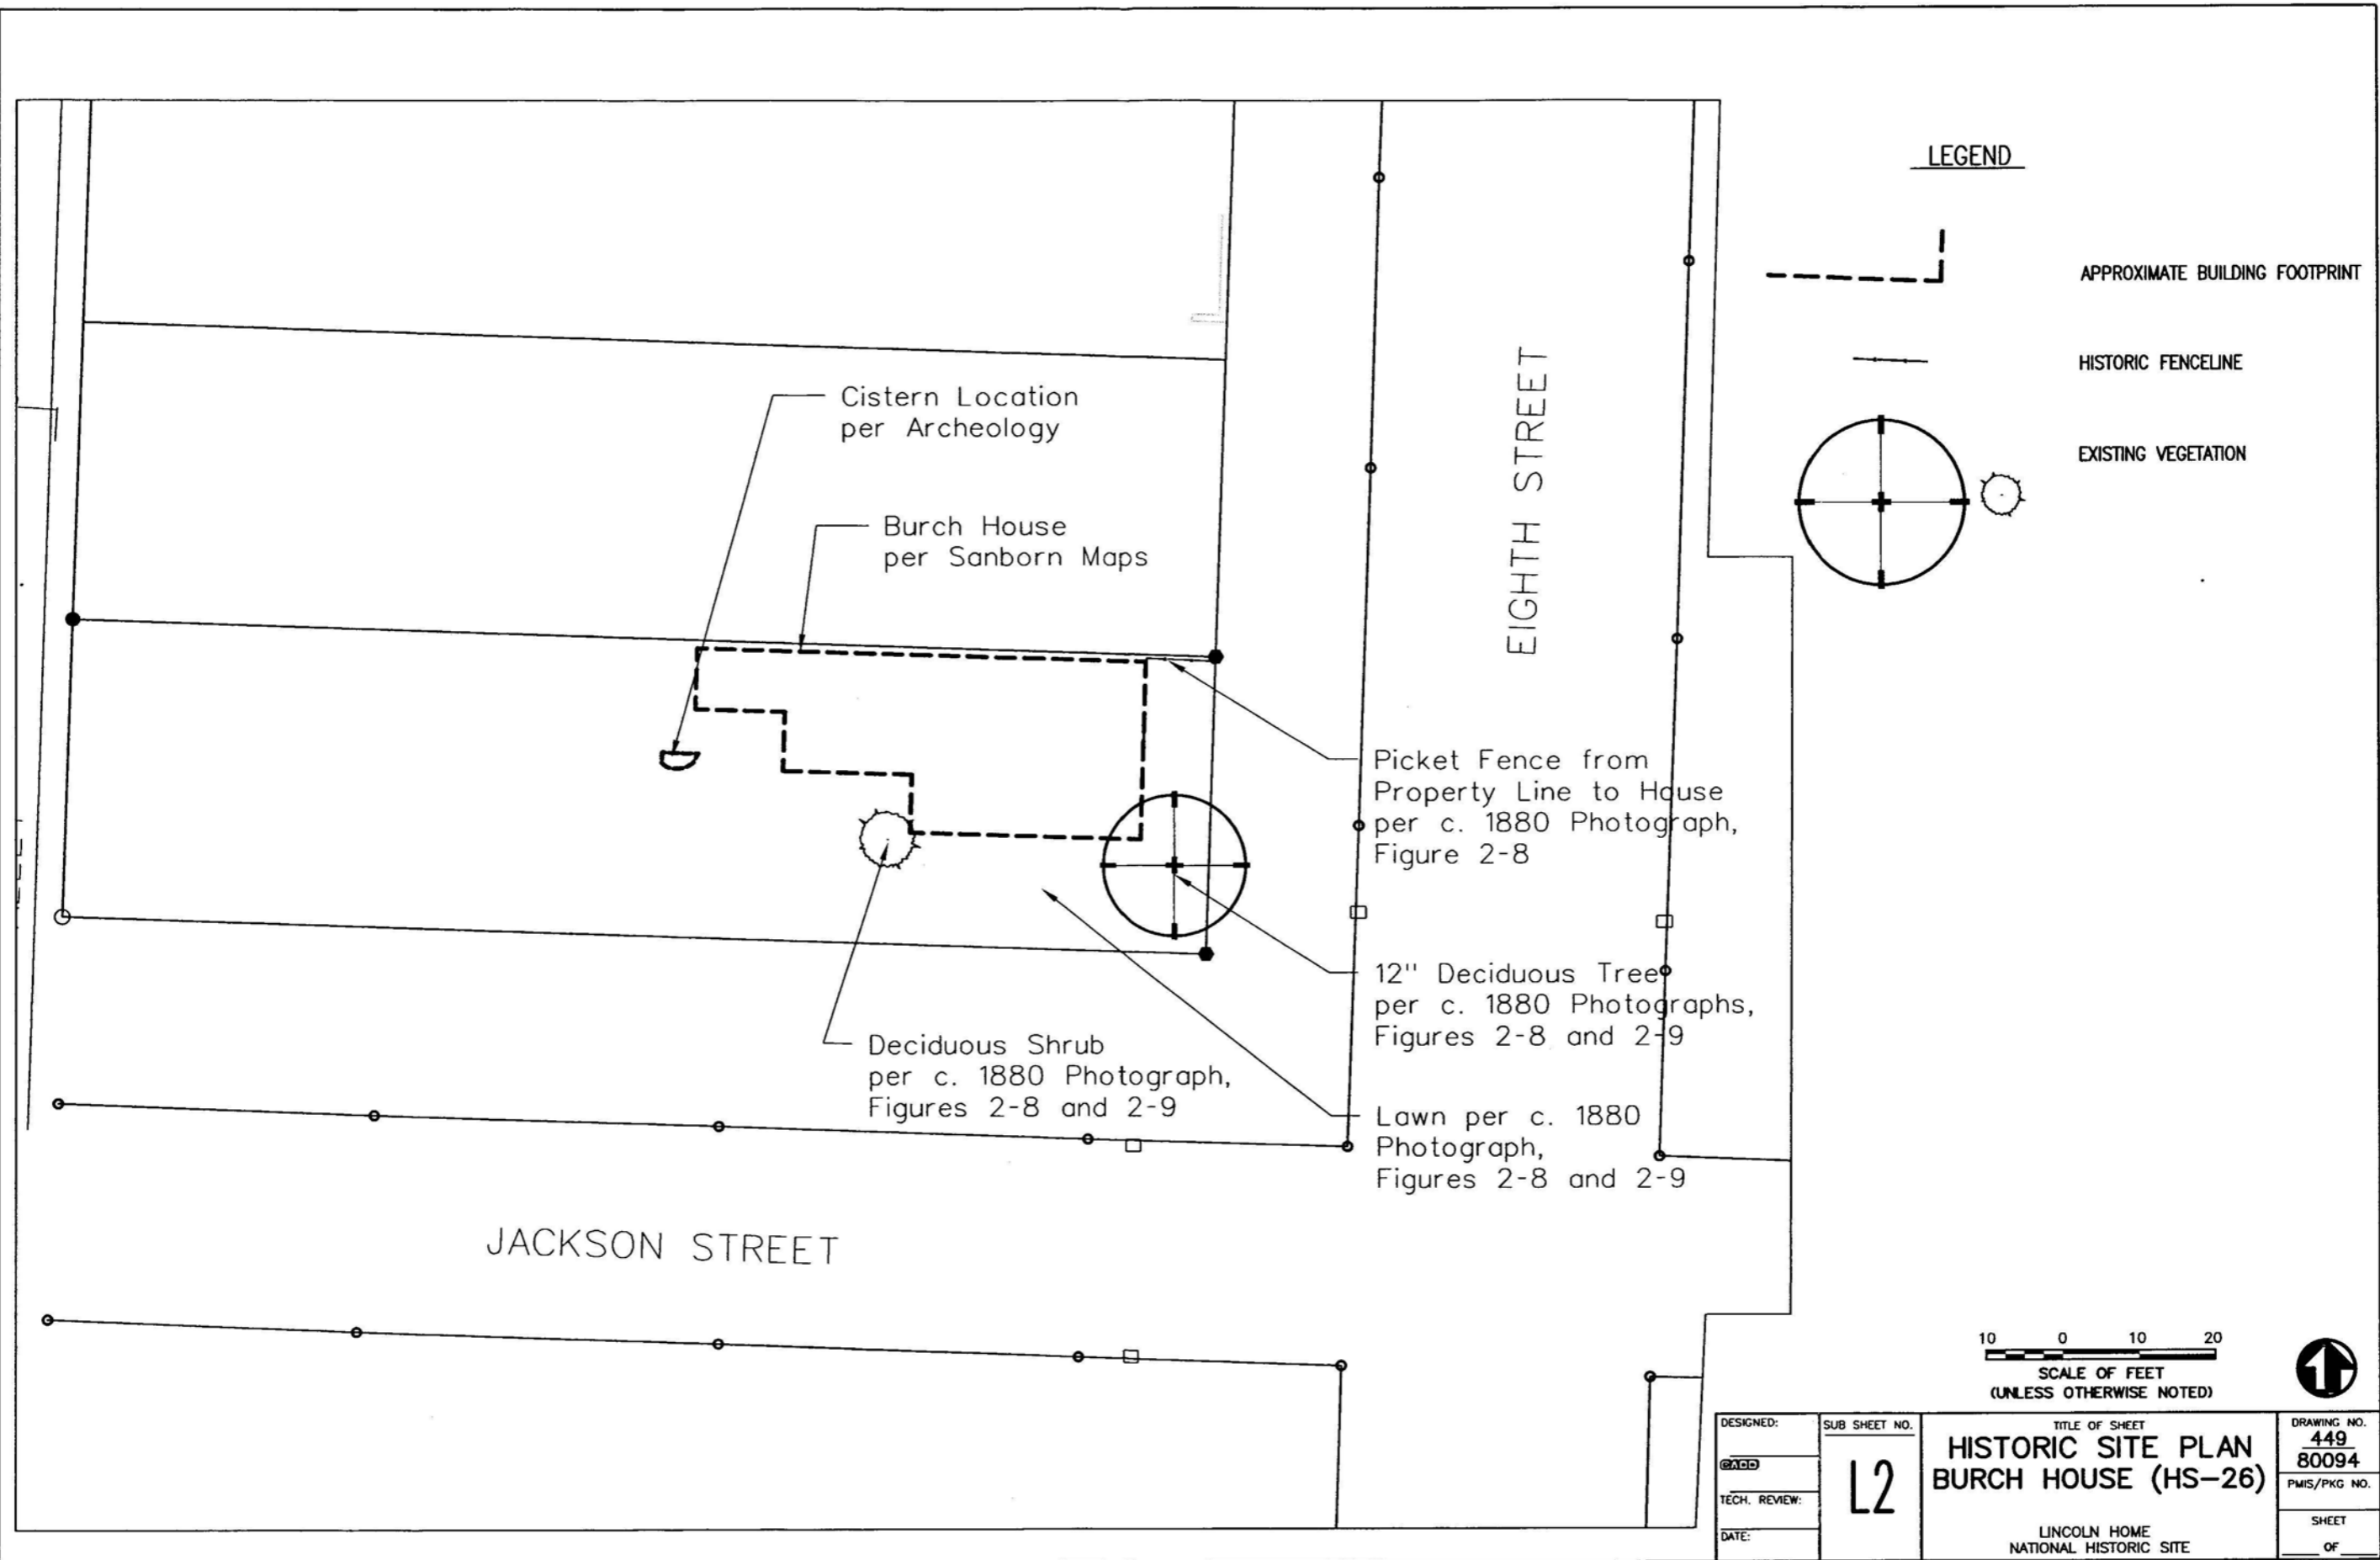 LEGEND
APPROXIMATE BUILDING FOOTPRINT
HISTORIC FENCELINE
EXISTING VEGETATION
Cistern Location
per Archeology
Burch House
per Sanborn Maps
EIGHTH STREET
Picket Fence from
Property Line to House
per c. 1880 Photograph,
Figure 2-8
12" Deciduous Tree
per c. 1880 Photographs,
Figures 2-8 and 2-9
Deciduous Shrub
per c. 1880 Photograph,
Figures 2-8 and 2-9
Lawn per c. 1880
Photograph,
Figures 2-8 and 2-9
JACKSON STREET
10 0 10 20
SCALE OF FEET
(UNLESS OTHERWISE NOTED)
DESIGNED:
CADD
TECH. REVIEW:
DATE:
SUB SHEET NO.
L2
TITLE OF SHEET
HISTORIC SITE PLAN
BURCH HOUSE (HS-26)
LINCOLN HOME
NATIONAL HISTORIC SITE
DRAWING NO.
449
80094
PMIS/PKG NO.
SHEET
OF